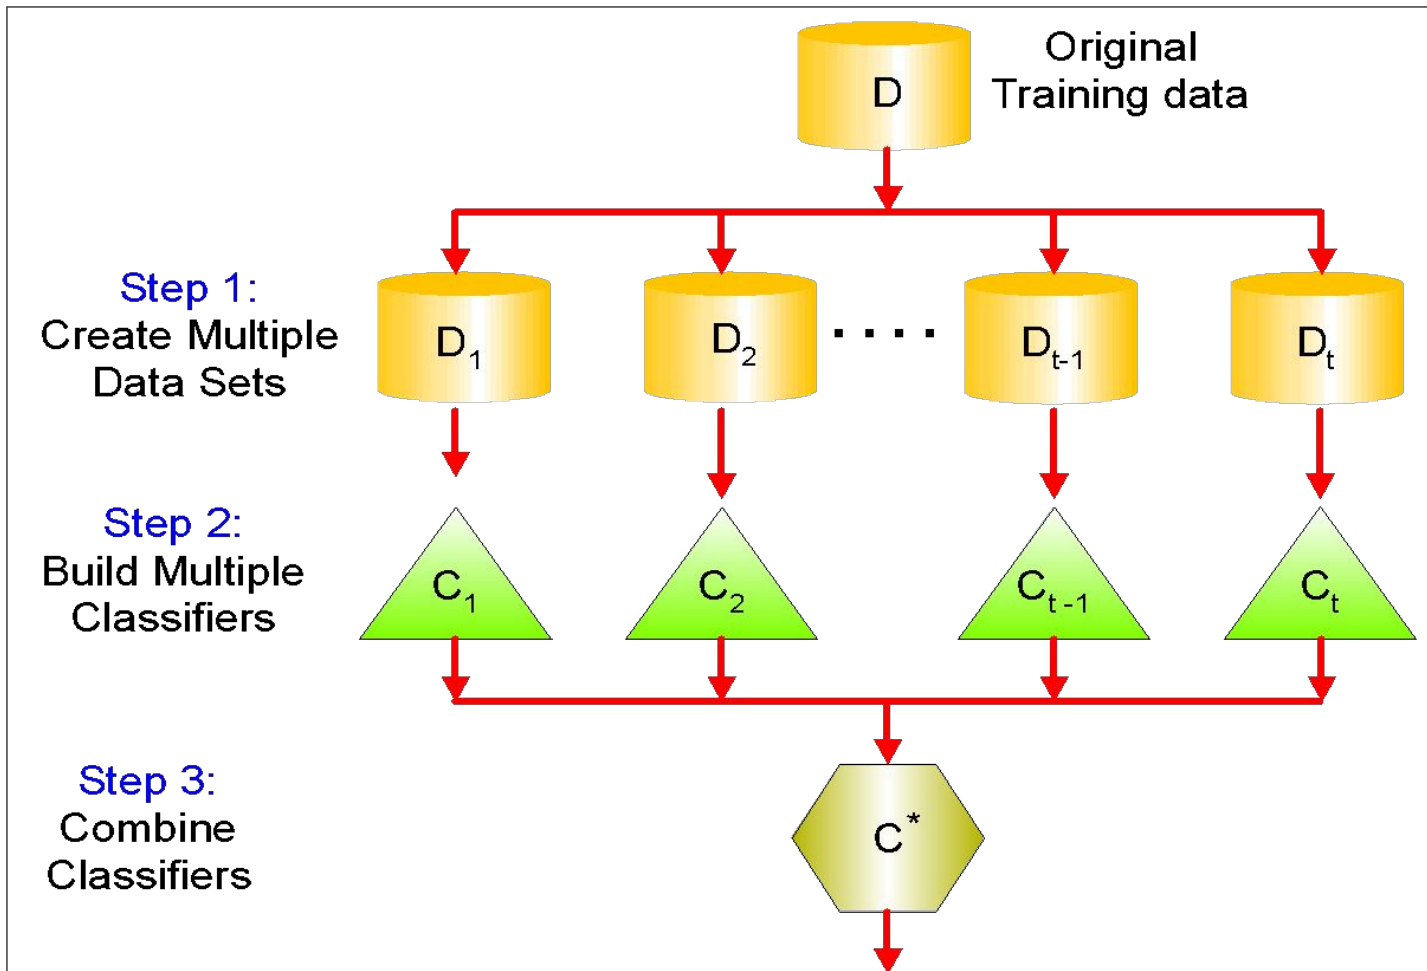 D
Original
Training data
Step 1:
Create Multiple
Data Sets
D1
D2
. . . .
Dt-1
Dt
Step 2:
Build Multiple
Classifiers
C1
C2
Ct -1
Ct
Step 3:
Combine
Classifiers
C*